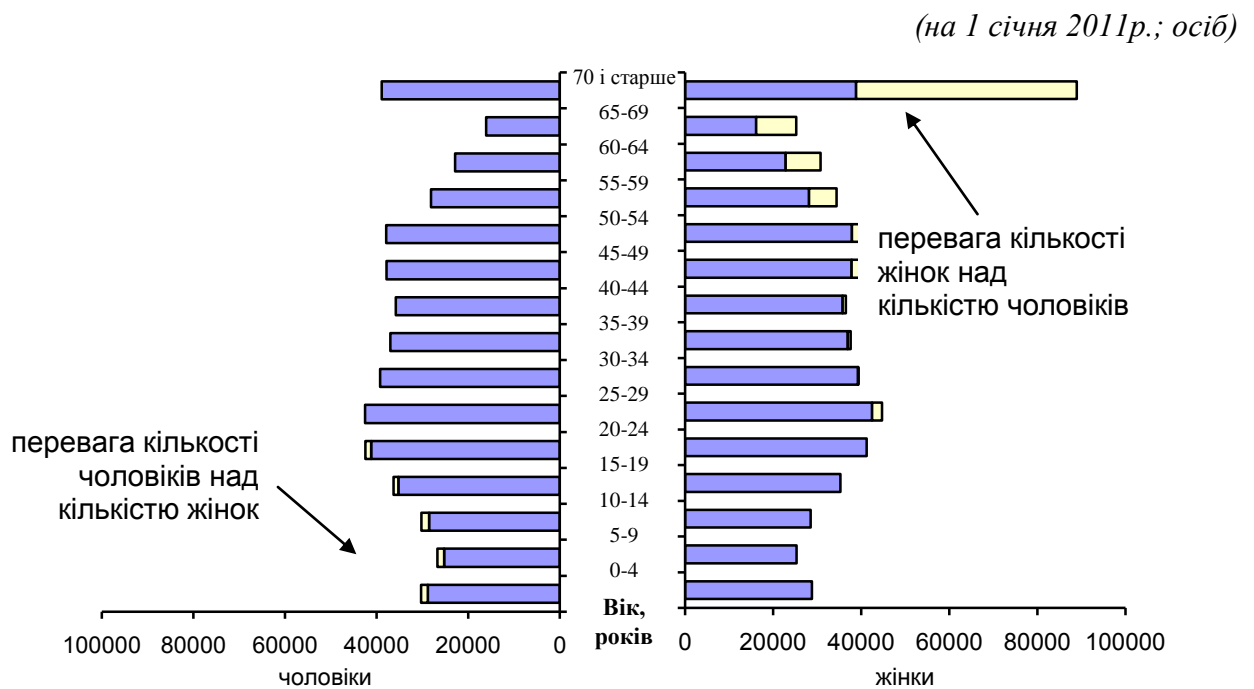 (на 1 січня 2011р.; осіб)
70 і старше
65-69
60-64
55-59
50-54
45-49
40-44
35-39
30-34
25-29
20-24
15-19
10-14
5-9
0-4
Вік,
років
перевага кількості
жінок над
кількістю чоловіків
перевага кількості
чоловіків над
кількістю жінок
100000 80000 60000 40000 20000 0
чоловіки
0 20000 40000 60000 80000 100000
жінки